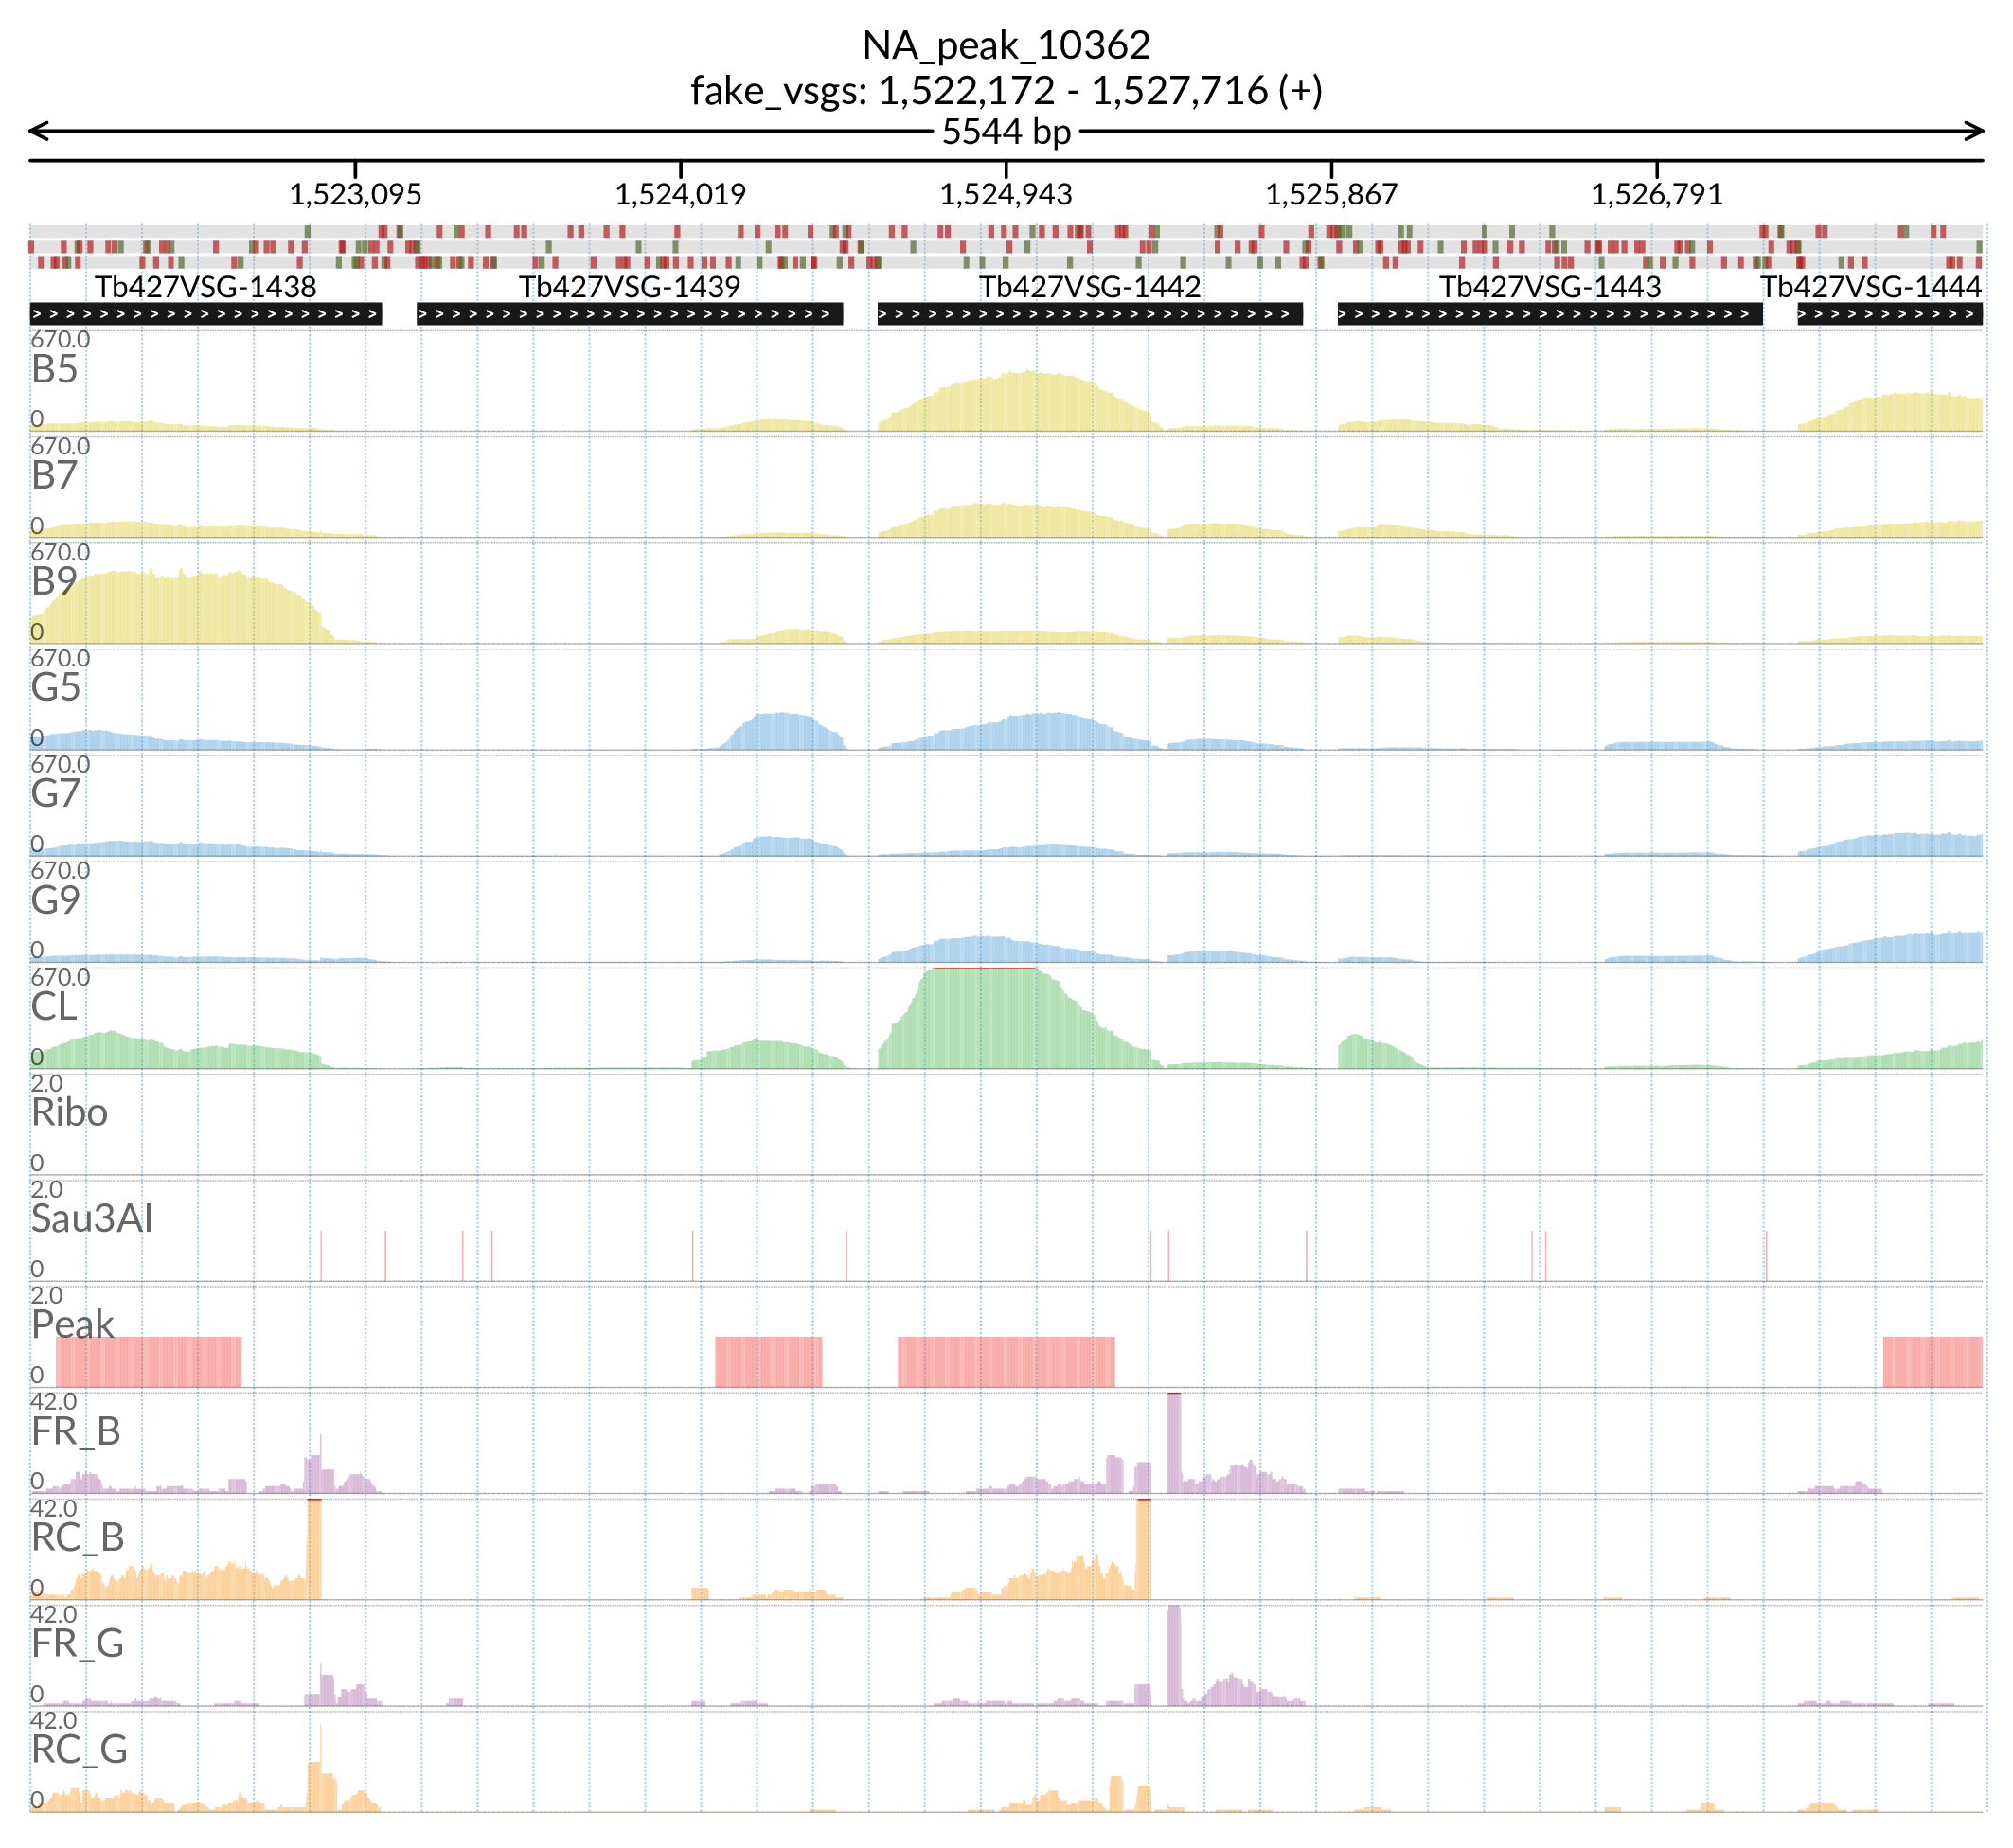 NA_peak_10362
fake_vsgs: 1,522,172 - 1,527,716 (+)
5544 bp
1,523,095 1,524,019 1,524,943 1,525,867 1,526,791
Tb427VSG-1438 Tb427VSG-1439 Tb427VSG-1442 Tb427VSG-1443 Tb427VSG-1444
670.0
B5
0
670.0
B7
0
670.0
B9
0
670.0
G5
0
670.0
G7
0
670.0
G9
0
670.0
CL
0
2.0
Ribo
0
2.0
Sau3AI
0
2.0
Peak
0
42.0
FR_B
0
42.0
RC_B
0
42.0
FR_G
0
42.0
RC_G
0